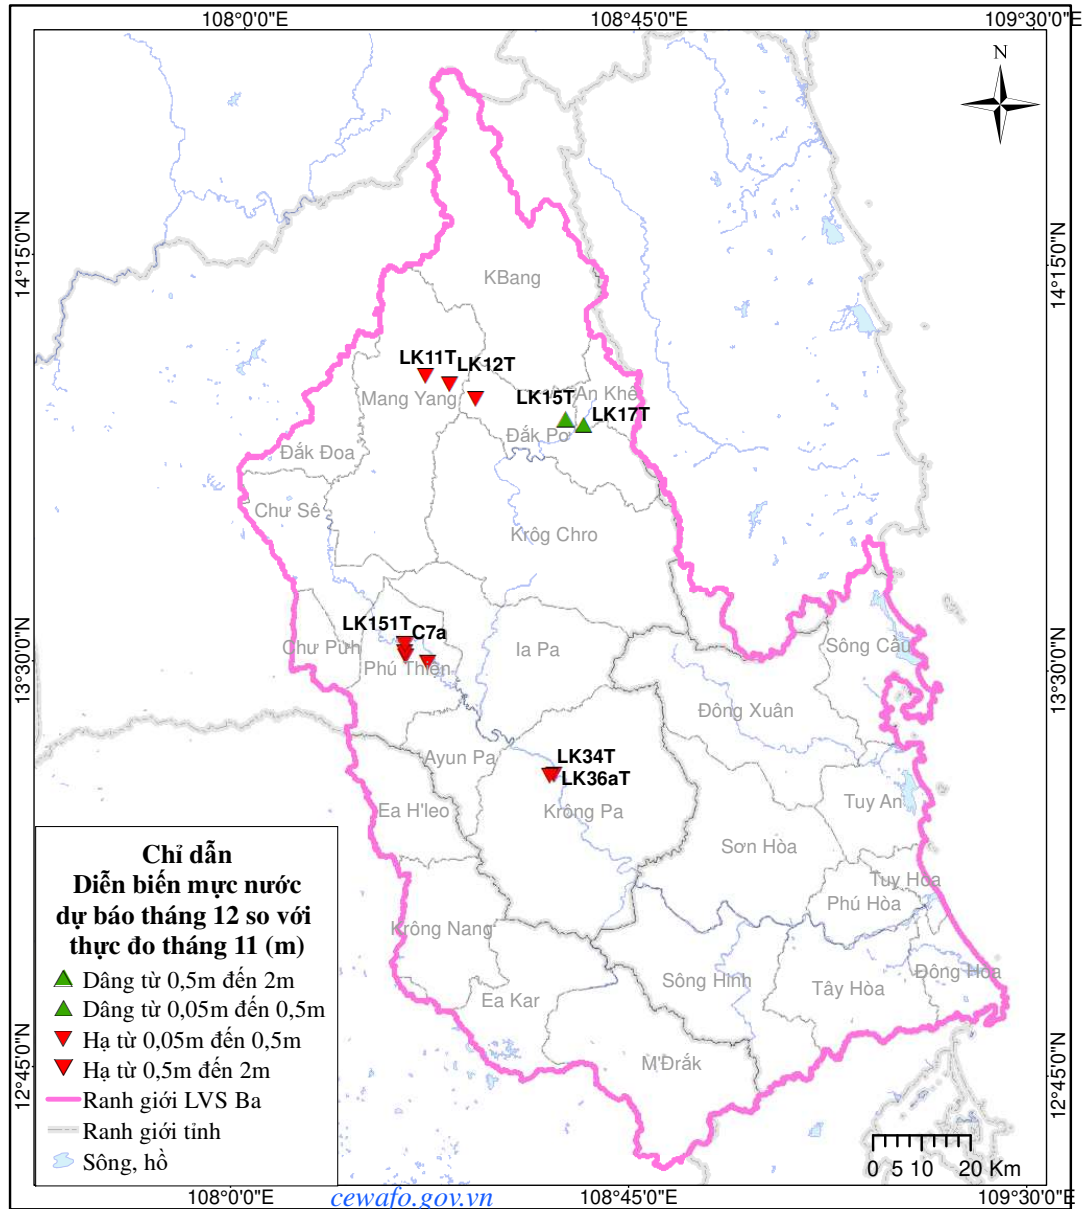 108°0'0"E
108°45'0"E
109°30'0"E
N
14°15'0"N
14°15'0"N
KBang
LK11T
LK12T
Mang Yang
LK15T
An Khê
LK17T
Đắk Pơ
Đắk Đoa
Chư Sê
Krôg Chro
LK151T
C7a
Chư Pưh
Phú Thiện
Ia Pa
Sông Cầu
13°30'0"N
13°30'0"N
Đồng Xuân
Ayun Pa
LK34T
LK36aT
Krông Pa
Ea H'leo
Tuy An
Sơn Hòa
Tuy Hòa
Phú Hòa
Krông Nang
Sông Hinh
Đông Hòa
Tây Hòa
Ea Kar
M'Đrắk
12°45'0"N
12°45'0"N
Chỉ dẫn
Diễn biến mực nước
dự báo tháng 12 so với
thực đo tháng 11 (m)
Dâng từ 0,5m đến 2m
Dâng từ 0,05m đến 0,5m
Hạ từ 0,05m đến 0,5m
Hạ từ 0,5m đến 2m
Ranh giới LVS Ba
Ranh giới tỉnh
Sông, hồ
0 5 10 20 Km
108°0'0"E
108°45'0"E
109°30'0"E
cewafo.gov.vn